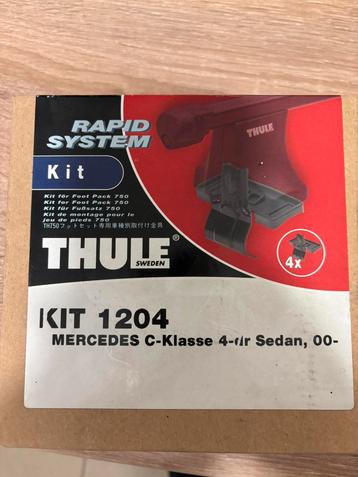 RAPID
SYSTEM
Kit
Kit för Foot Pack 750
Kit for Foot Pack 750
Kit für Fußsatz 750
Kit de montage pour le
jeu de pieds 750
TH750フットセット専用車種別取付け金具
THULE®
SWEDEN
THULE
4x
KIT 1204
MERCEDES C-Klasse 4-dr Sedan, 00-